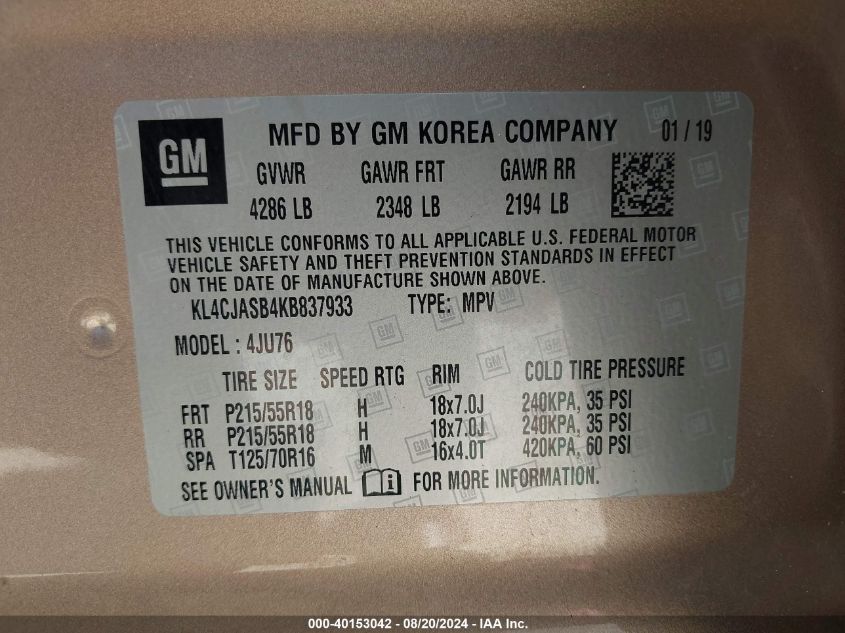 GM
MFD BY GM KOREA COMPANY 01 / 19
GVWR GAWR FRT GAWR RR
4286 LB 2348 LB 2194 LB
THIS VEHICLE CONFORMS TO ALL APPLICABLE U.S. FEDERAL MOTOR
VEHICLE SAFETY AND THEFT PREVENTION STANDARDS IN EFFECT
ON THE DATE OF MANUFACTURE SHOWN ABOVE.
KL4CJASB4KB837933 TYPE: MPV
MODEL : 4JU76
TIRE SIZE SPEED RTG RIM COLD TIRE PRESSURE
FRT P215/55R18 H 18x7.0J 240KPA, 35 PSI
RR P215/55R18 H 18x7.0J 240KPA, 35 PSI
SPA T125/70R16 M 16x4.0T 420KPA, 60 PSI
SEE OWNER'S MANUAL FOR MORE INFORMATION.
000-40153042 - 08/20/2024 - IAA Inc.